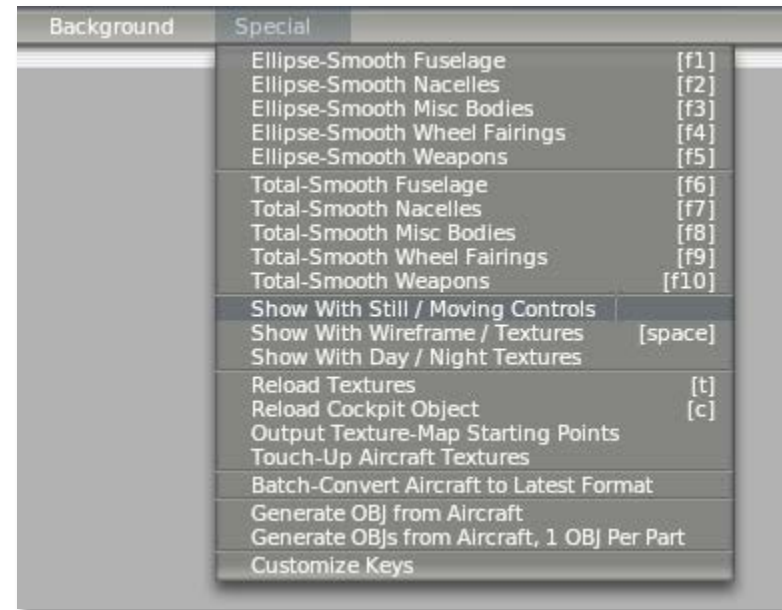 Background Special
Ellipse-Smooth Fuselage [f1]
Ellipse-Smooth Nacelles [f2]
Ellipse-Smooth Misc Bodies [f3]
Ellipse-Smooth Wheel Fairings [f4]
Ellipse-Smooth Weapons [f5]
Total-Smooth Fuselage [f6]
Total-Smooth Nacelles [f7]
Total-Smooth Misc Bodies [f8]
Total-Smooth Wheel Fairings [f9]
Total-Smooth Weapons [f10]
Show With Still / Moving Controls
Show With Wireframe / Textures [space]
Show With Day / Night Textures
Reload Textures [t]
Reload Cockpit Object [c]
Output Texture-Map Starting Points
Touch-Up Aircraft Textures
Batch-Convert Aircraft to Latest Format
Generate OBJ from Aircraft
Generate OBJs from Aircraft, 1 OBJ Per Part
Customize Keys